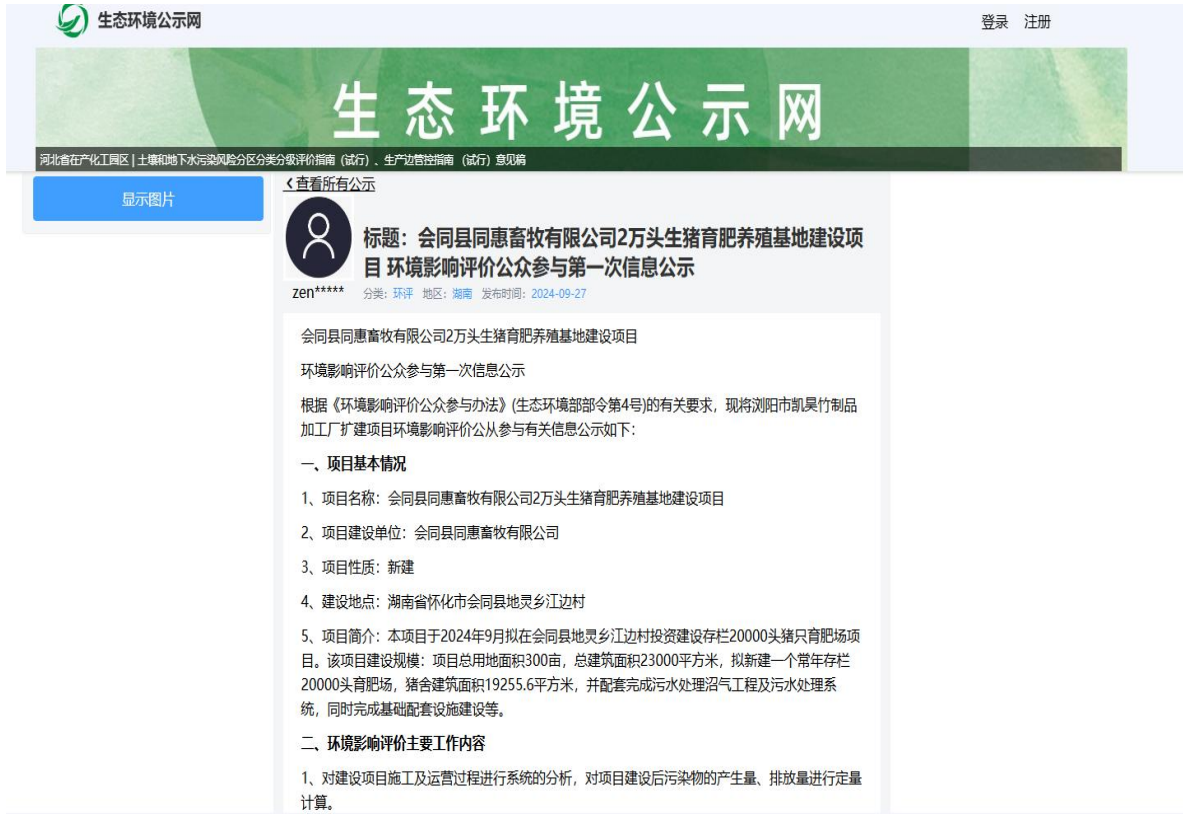 生态环境公示网
登录 注册
生态环境公示网
河北省在产化工园区 | 土壤和地下水污染风险分区分类分级评价指南（试行）、生产边管控指南 （试行）意见稿
显示图片
查看所有公示
标题：会同县同惠畜牧有限公司2万头生猪育肥养殖基地建设项
目 环境影响评价公众参与第一次信息公示
zen*****
分类：环评 地区：湖南 发布时间：2024-09-27
会同县同惠畜牧有限公司2万头生猪育肥养殖基地建设项目
环境影响评价公众参与第一次信息公示
根据《环境影响评价公众参与办法》(生态环境部部令第4号)的有关要求，现将浏阳市凯昊竹制品
加工厂扩建项目环境影响评价公从参与有关信息公示如下：
一、项目基本情况
1、项目名称：会同县同惠畜牧有限公司2万头生猪育肥养殖基地建设项目
2、项目建设单位：会同县同惠畜牧有限公司
3、项目性质：新建
4、建设地点：湖南省怀化市会同县地灵乡江边村
5、项目简介：本项目于2024年9月拟在会同县地灵乡江边村投资建设存栏20000头猪只育肥场项
目。该项目建设规模：项目总用地面积300亩，总建筑面积23000平方米，拟新建一个常年存栏
20000头育肥场，猪舍建筑面积19255.6平方米，并配套完成污水处理沼气工程及污水处理系
统，同时完成基础配套设施建设等。
二、环境影响评价主要工作内容
1、对建设项目施工及运营过程进行系统的分析，对项目建设后污染物的产生量、排放量进行定量
计算。